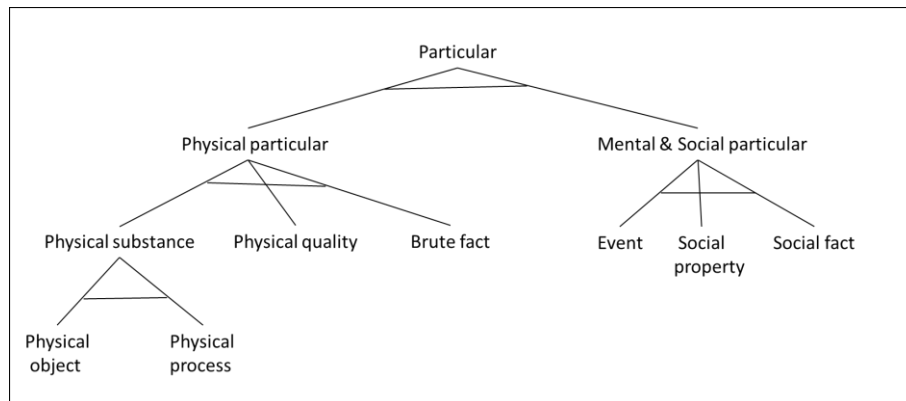 Particular
Physical particular
Mental & Social particular
Physical substance
Physical quality
Brute fact
Event
Social
property
Social fact
Physical
object
Physical
process